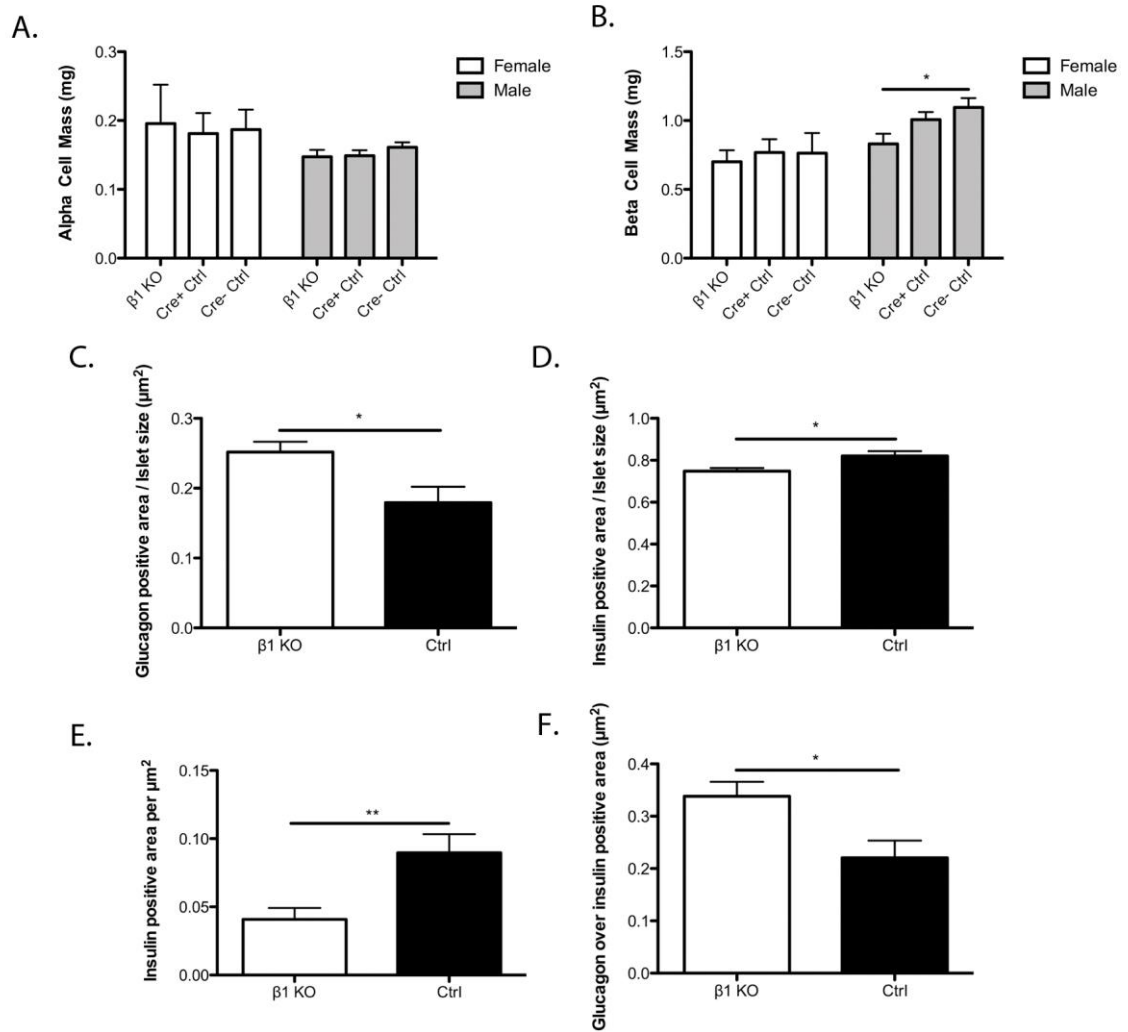 A.
Alpha Cell Mass (mg)
0.3
0.2
0.1
0.0
β1 KO
Cre+ Ctrl
Cre- Ctrl
β1 KO
Cre+ Ctrl
Cre- Ctrl
Female
Male
B.
Beta Cell Mass (mg)
1.5
1.0
0.5
0.0
*
β1 KO
Cre+ Ctrl
Cre- Ctrl
β1 KO
Cre+ Ctrl
Cre- Ctrl
Female
Male
C.
Glucagon positive area / Islet size (µm²)
0.3
0.2
0.1
0.0
*
β1 KO
Ctrl
D.
Insulin positive area / Islet size (µm²)
1.0
0.8
0.6
0.4
0.2
0.0
*
β1 KO
Ctrl
E.
Insulin positive area per µm²
0.15
0.10
0.05
0.00
**
β1 KO
Ctrl
F.
Glucagon over insulin positive area (µm²)
0.4
0.3
0.2
0.1
0.0
*
β1 KO
Ctrl